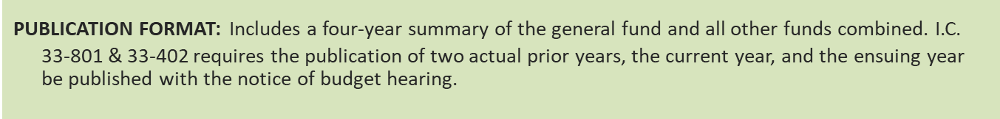 PUBLICATION FORMAT: Includes a four-year summary of the general fund and all other funds combined. I.C.
33-801 & 33-402 requires the publication of two actual prior years, the current year, and the ensuing year
be published with the notice of budget hearing.